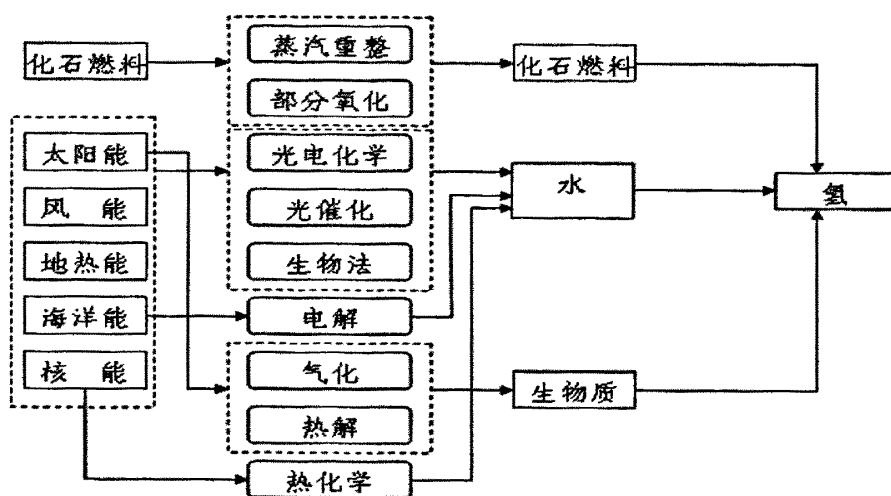 化石燃料
蒸汽重整
部分氧化
化石燃料
太阳能
风 能
地热能
海洋能
核 能
光电化学
光催化
生物法
电解
气化
热解
热化学
水
生物质
氢